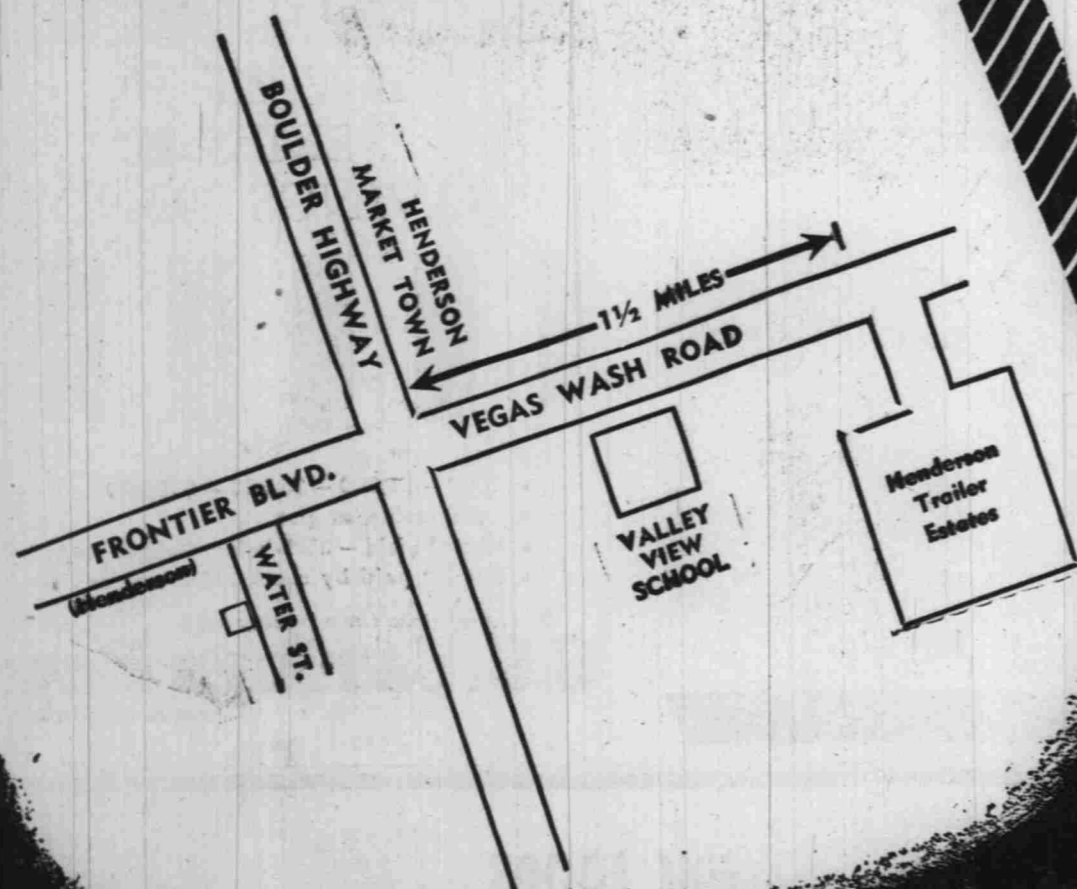 BOULDER HIGHWAY
HENDERSON
MARKET TOWN
1½ MILES
VEGAS WASH ROAD
FRONTIER BLVD.
(Henderson)
WATER ST.
VALLEY
VIEW
SCHOOL
Henderson
Trailer
Estates